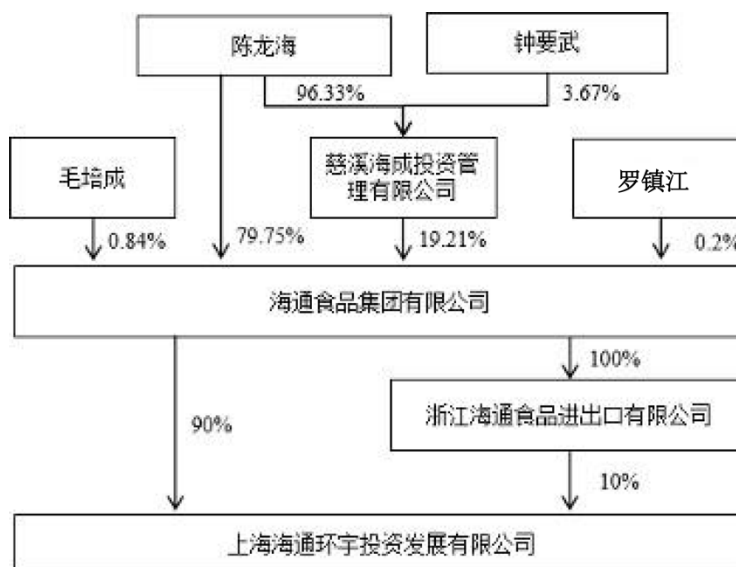 陈龙海
钟要武
96.33%
3.67%
毛培成
慈溪海成投资管
理有限公司
罗镇江
0.84%
79.75%
19.21%
0.2%
海通食品集团有限公司
100%
90%
浙江海通食品进出口有限公司
10%
上海海通环宇投资发展有限公司